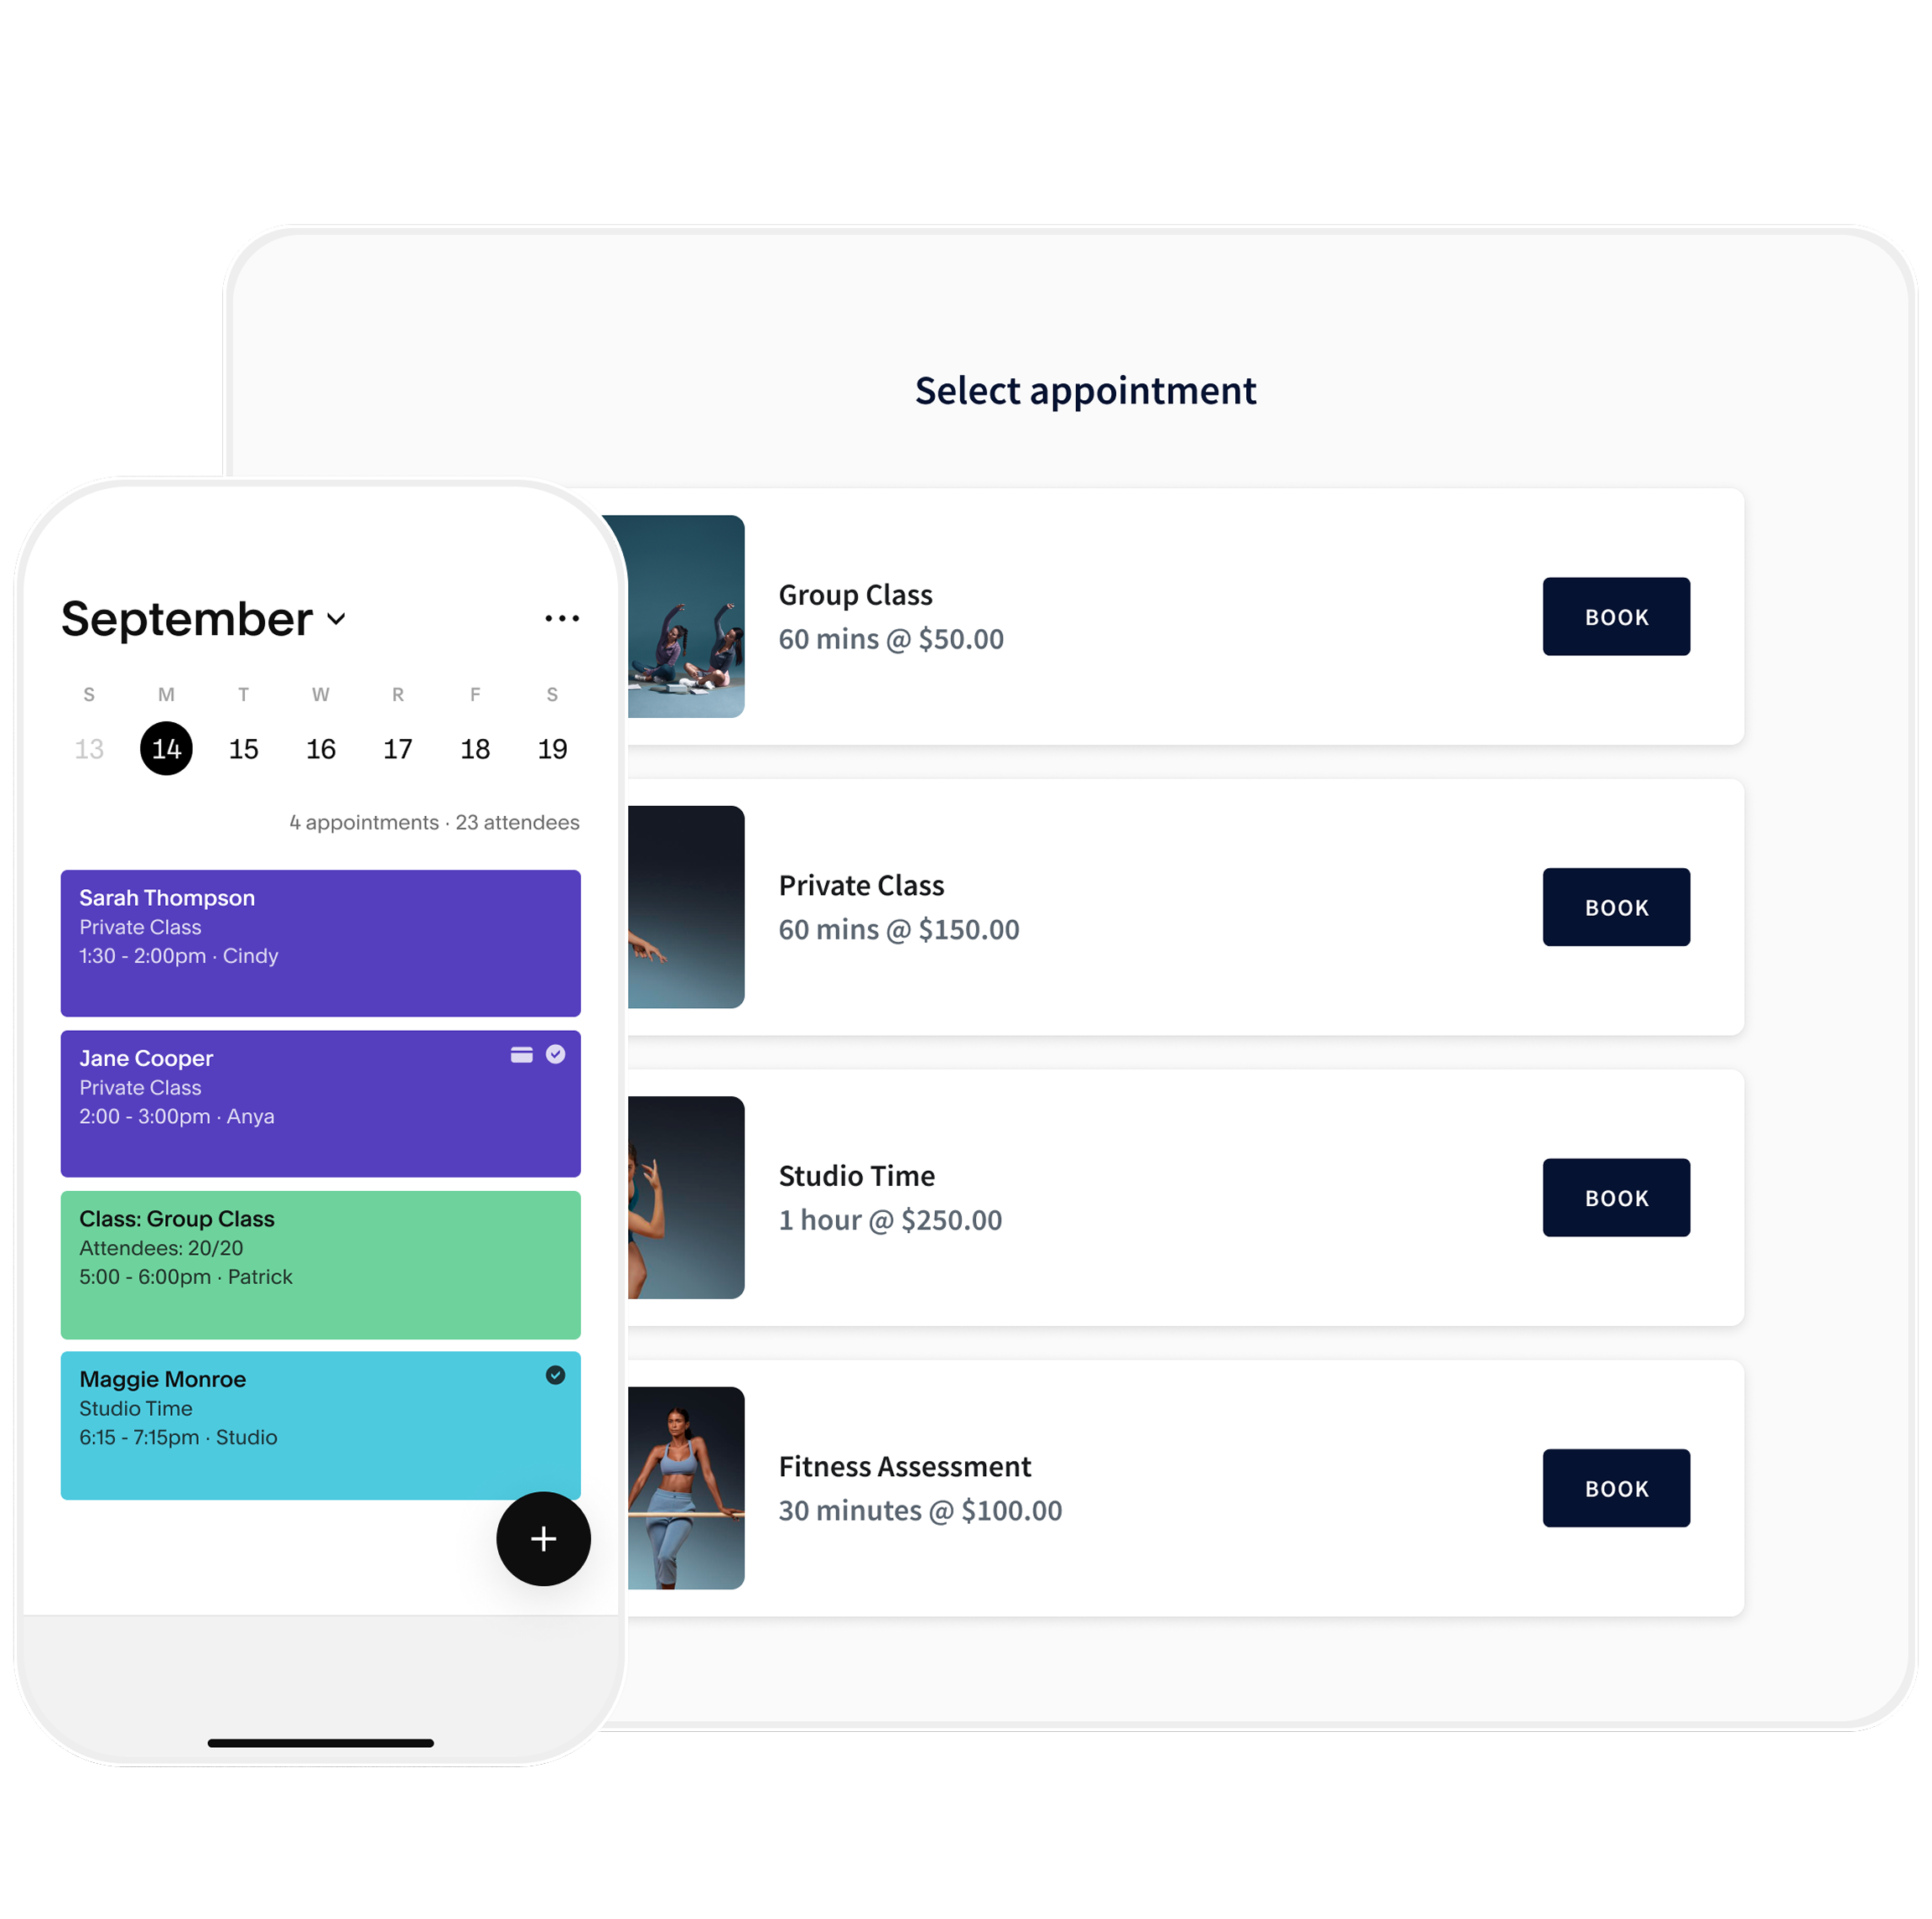 Select appointment
Group Class
60 mins @ $50.00
BOOK
Private Class
60 mins @ $150.00
BOOK
Studio Time
1 hour @ $250.00
BOOK
Fitness Assessment
30 minutes @ $100.00
BOOK
September
S M T W R F S
13 14 15 16 17 18 19
4 appointments · 23 attendees
Sarah Thompson
Private Class
1:30 - 2:00pm · Cindy
Jane Cooper
Private Class
2:00 - 3:00pm · Anya
Class: Group Class
Attendees: 20/20
5:00 - 6:00pm · Patrick
Maggie Monroe
Studio Time
6:15 - 7:15pm · Studio